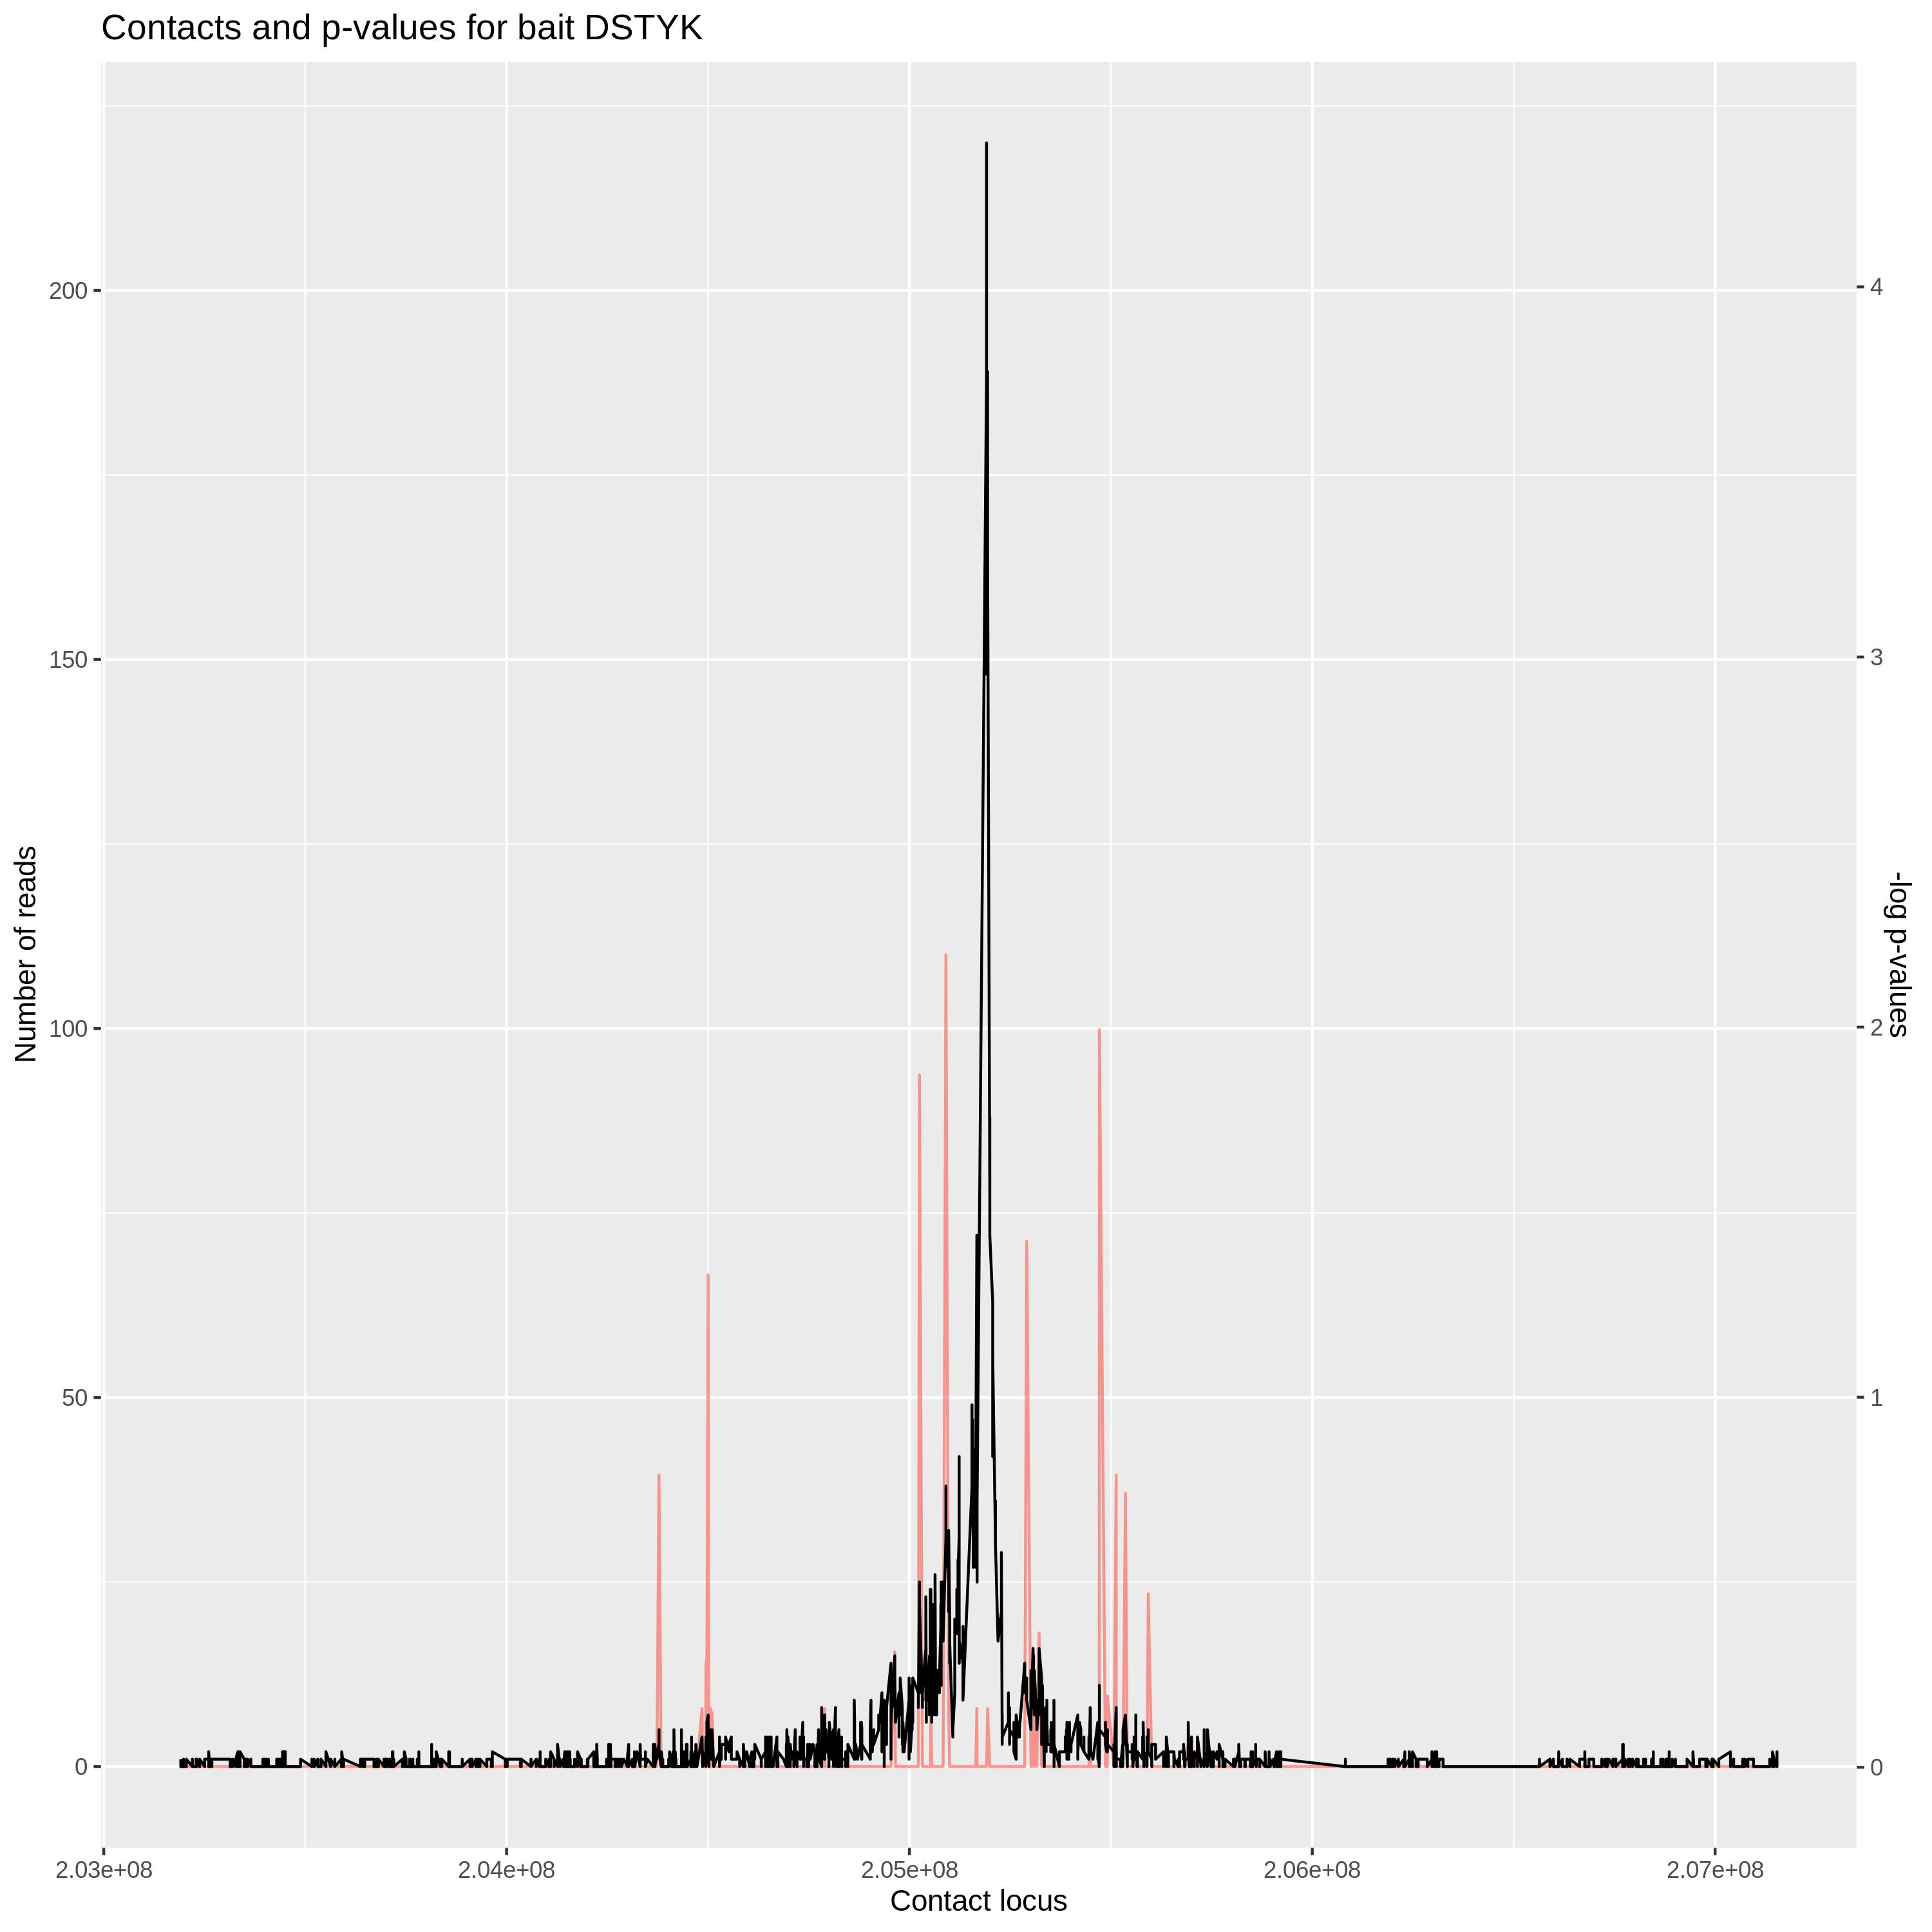 Contacts and p-values for bait DSTYK
Number of reads
200
150
100
50
0
4
3
2
1
0
-log p-values
2.03e+08
2.04e+08
2.05e+08
2.06e+08
2.07e+08
Contact locus